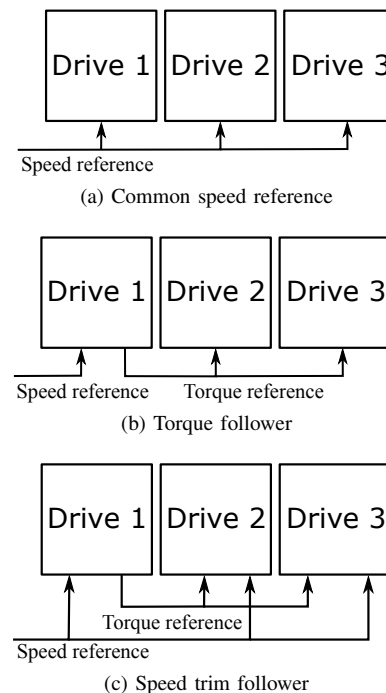 Drive 1 Drive 2 Drive 3
Speed reference
(a) Common speed reference
Drive 1 Drive 2 Drive 3
Speed reference Torque reference
(b) Torque follower
Drive 1 Drive 2 Drive 3
Torque reference
Speed reference
(c) Speed trim follower